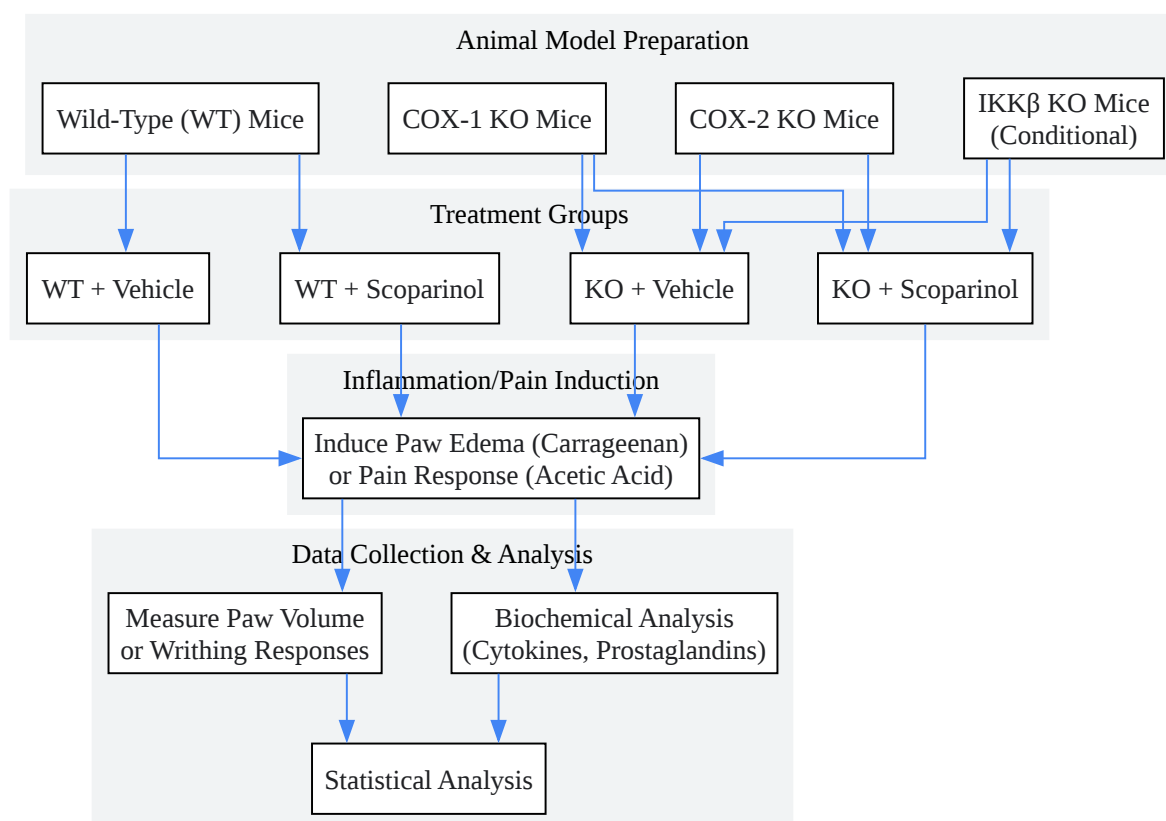 Animal Model Preparation
Wild-Type (WT) Mice
COX-1 KO Mice
COX-2 KO Mice
IKKβ KO Mice
(Conditional)
Treatment Groups
WT + Vehicle
WT + Scoparinol
KO + Vehicle
KO + Scoparinol
Inflammation/Pain Induction
Induce Paw Edema (Carrageenan)
or Pain Response (Acetic Acid)
Data Collection & Analysis
Measure Paw Volume
or Writhing Responses
Biochemical Analysis
(Cytokines, Prostaglandins)
Statistical Analysis